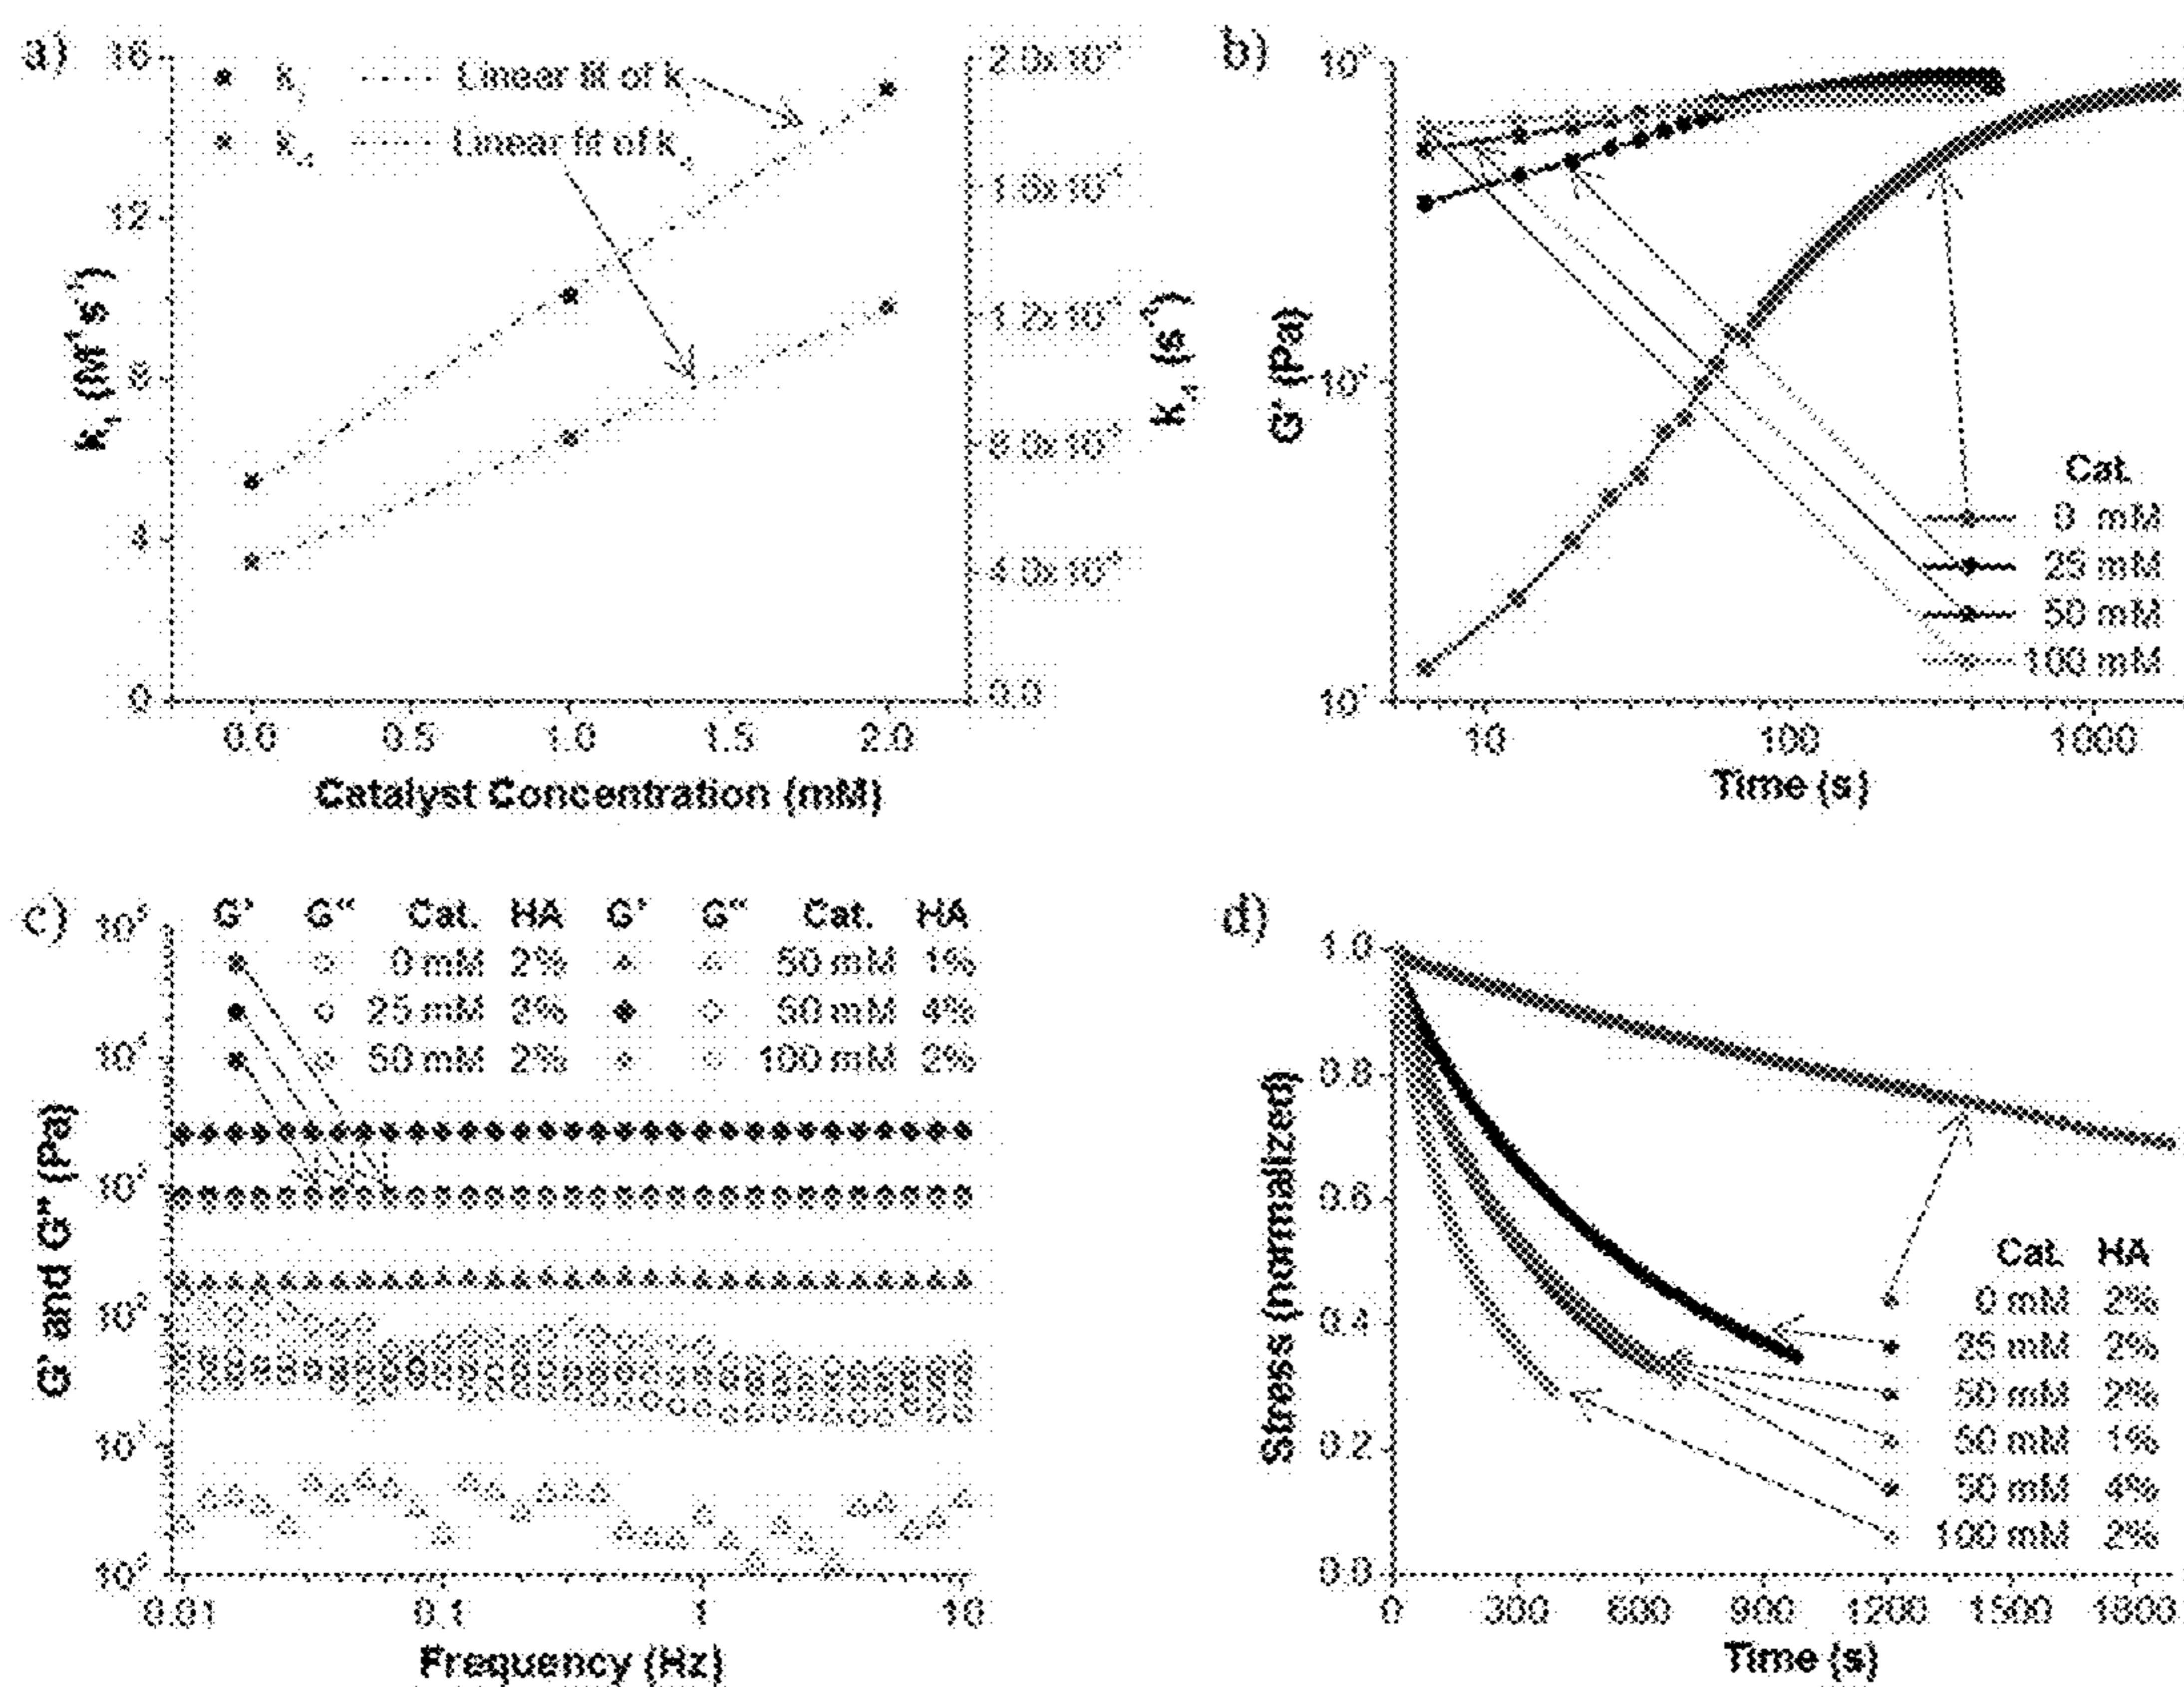 a)
16
12
8
4
0
k₁ Linear fit of k₁
k₋₁ Linear fit of k₋₁
k₁ (M⁻¹s⁻¹)
k₋₁ (s⁻¹)
0.0
0.0 0.5 1.0 1.5 2.0
Catalyst Concentration (mM)
b)
G' (Pa)
Cat.
0 mM
25 mM
50 mM
100 mM
10 100 1000
Time (s)
c)
G' G" Cat. HA G' G" Cat. HA
0 mM 2% 50 mM 1%
25 mM 2% 50 mM 4%
50 mM 2% 100 mM 2%
G' and G" (Pa)
0.01 0.1 1 10
Frequency (Hz)
d)
1.0
0.8
0.6
0.4
0.2
0.0
Stress (normalized)
Cat. HA
0 mM 2%
25 mM 2%
50 mM 2%
50 mM 1%
50 mM 4%
100 mM 2%
0 300 600 900 1200 1500 1800
Time (s)